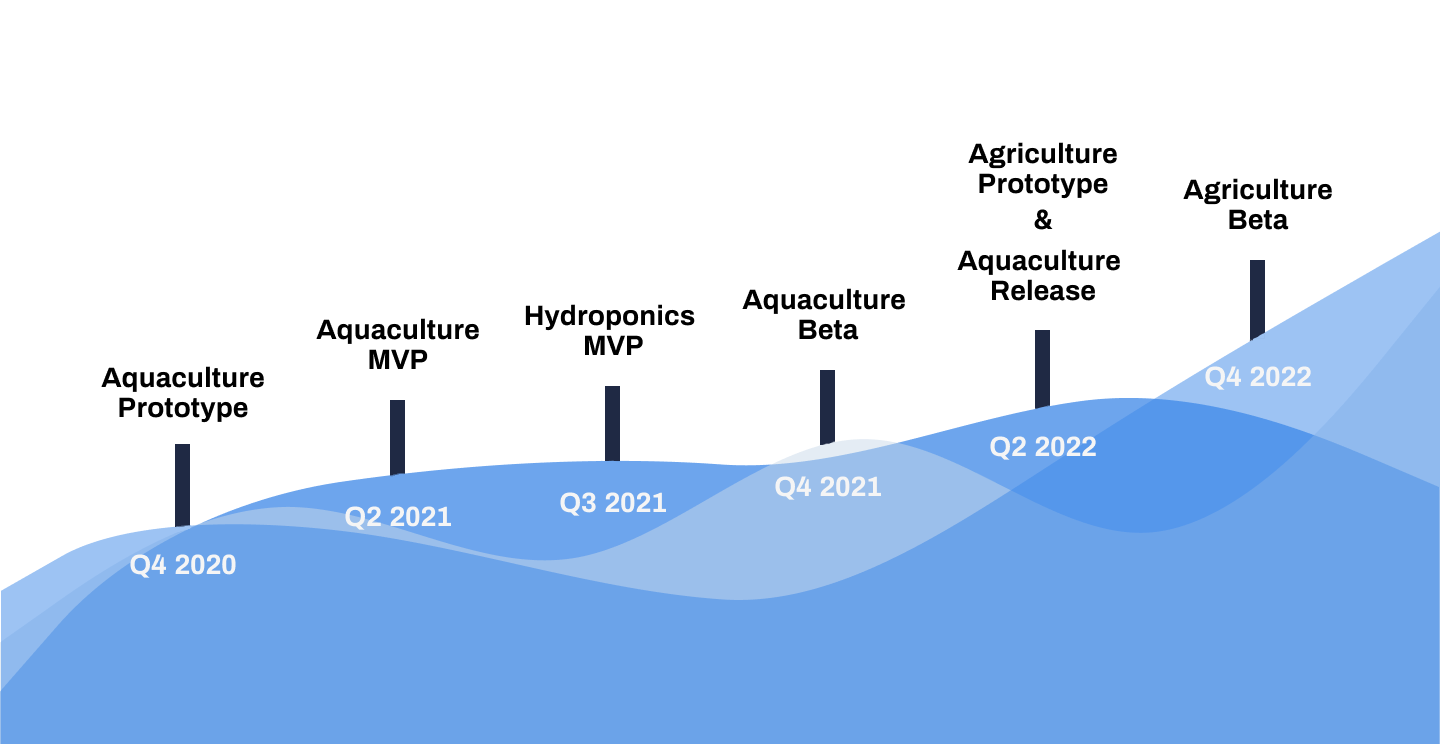 Aquaculture
Prototype
Q4 2020
Aquaculture
MVP
Q2 2021
Hydroponics
MVP
Q3 2021
Aquaculture
Beta
Q4 2021
Agriculture
Prototype
&
Aquaculture
Release
Q2 2022
Agriculture
Beta
Q4 2022